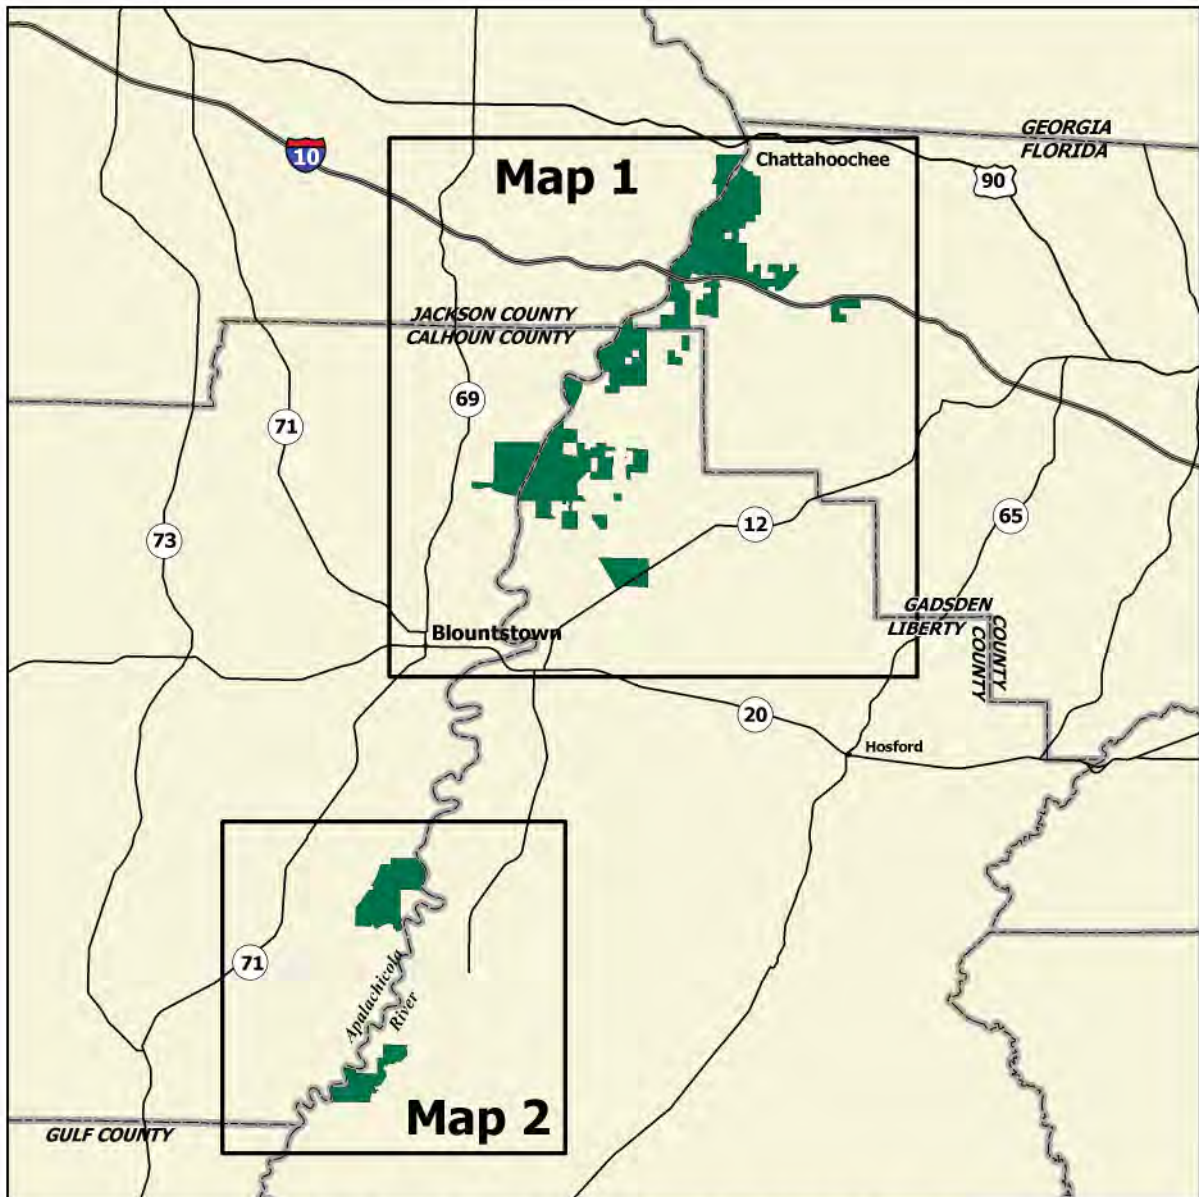 GEORGIA
FLORIDA
10
Map 1
Chattahoochee
90
JACKSON COUNTY
CALHOUN COUNTY
69
71
73
12
65
GADSDEN COUNTY
LIBERTY COUNTY
Blountstown
20
Hosford
71
Apalachicola
River
Map 2
GULF COUNTY